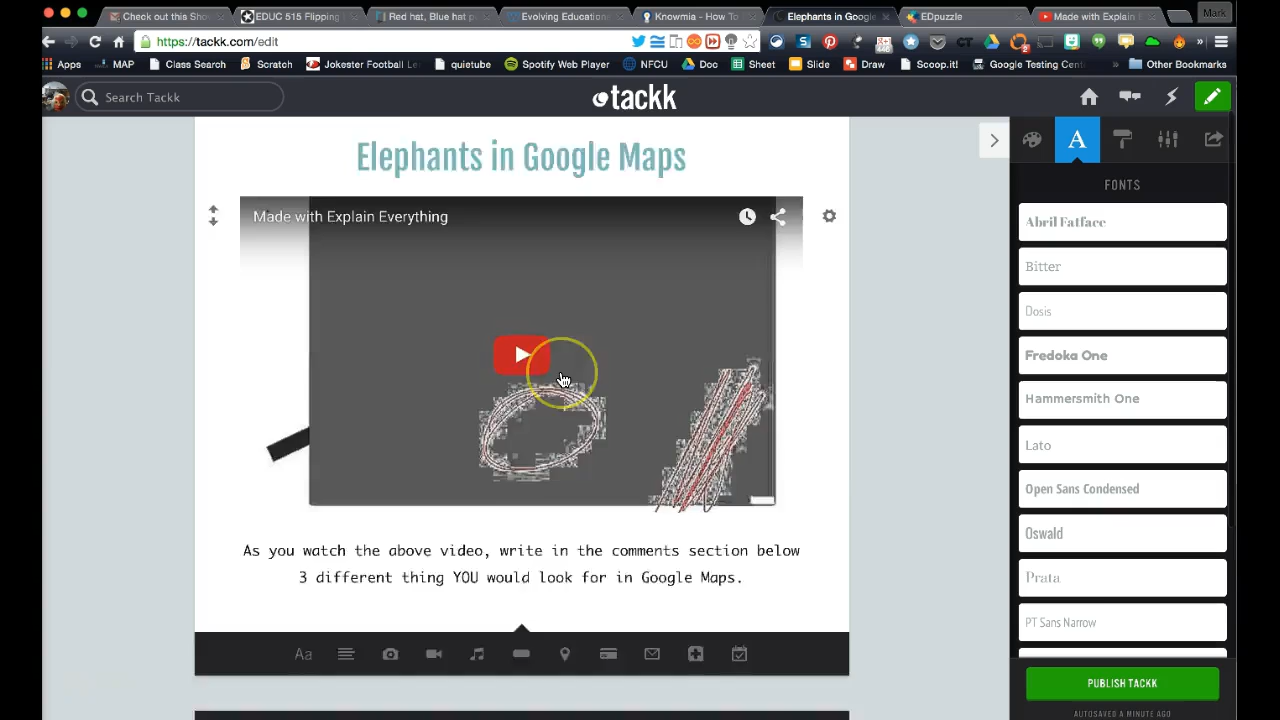 Check out this Sho
EDUC 515 Flipping
Red hat, Blue hat p
Evolving Education
Knowmia - How To
Elephants in Google
EDpuzzle
Made with Explain
Mark
https://tackk.com/edit
Apps
MAP
Class Search
Scratch
Jokester Football Le
quietube
Spotify Web Player
NFCU
Doc
Sheet
Slide
Draw
Scoop.it!
Google Testing Cent
»
Other Bookmarks
Search Tackk
tackk
Elephants in Google Maps
Made with Explain Everything
As you watch the above video, write in the comments section below
3 different thing YOU would look for in Google Maps.
Aa
A
FONTS
Abril Fatface
Bitter
Dosis
Fredoka One
Hammersmith One
Lato
Open Sans Condensed
Oswald
Prata
PT Sans Narrow
PUBLISH TACKK
AUTOSAVED A MINUTE AGO